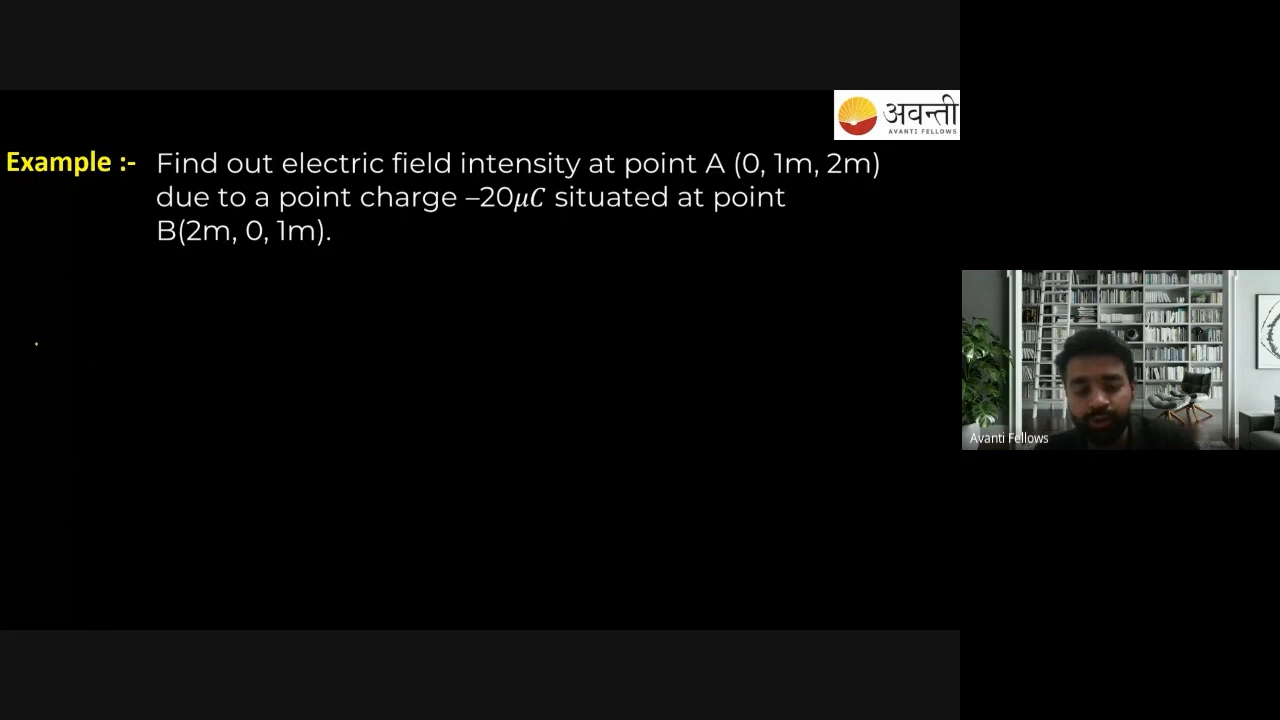 अवन्ती
AVANTI FELLOWS
Example :- Find out electric field intensity at point A (0, 1m, 2m)
due to a point charge –20𝜇𝐶 situated at point
B(2m, 0, 1m).
Avanti Fellows